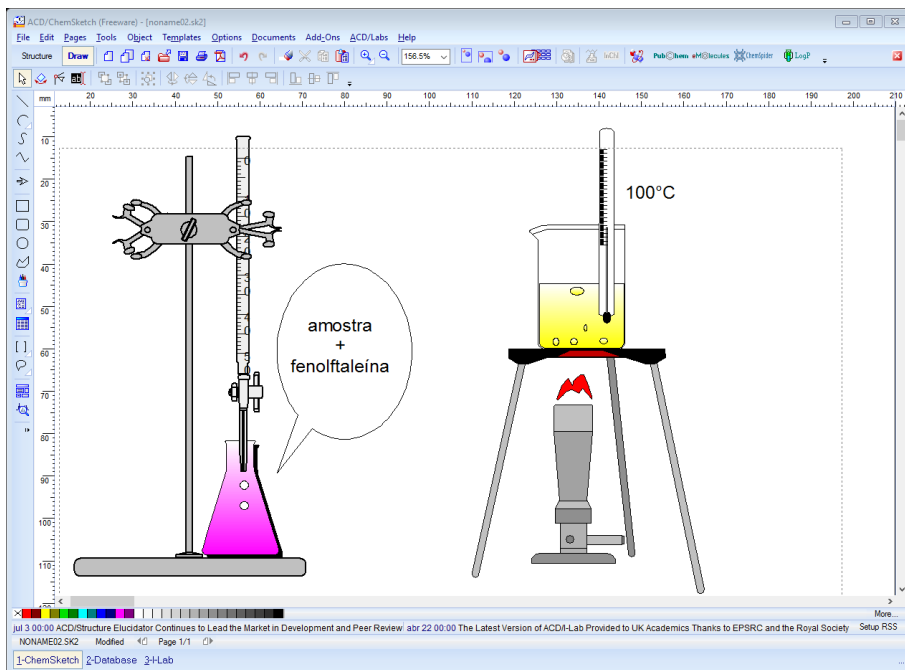 ACD/ChemSketch (Freeware) - [noname02.sk2]
File Edit Pages Tools Object Templates Options Documents Add-Ons ACD/Labs Help
Structure Draw 156.5% InChI PubChem eMolecules ChemSpider LogP
mm 20 30 40 50 60 70 80 90 100 110 120 130 140 150 160 170 180 190 200 210
10
20
30
40
50
60
70
80
90
100
110
100°C
amostra
+
fenolftaleína
More...
jul 3 00:00 ACD/Structure Elucidator Continues to Lead the Market in Development and Peer Review abr 22 00:00 The Latest Version of ACD/I-Lab Provided to UK Academics Thanks to EPSRC and the Royal Society Setup RSS
NONAME02.SK2 Modified Page 1/1
1-ChemSketch 2-Database 3-I-Lab